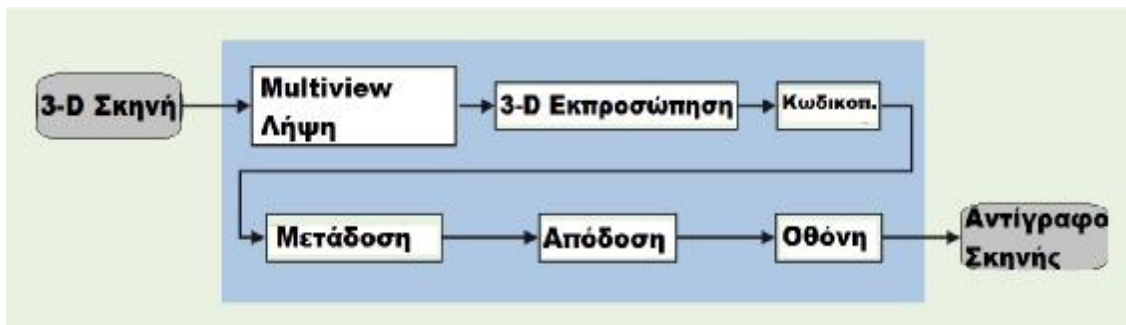 3-D Σκηνή
Multiview
Λήψη
3-D Εκπροσώπηση
Κωδικοπ.
Μετάδοση
Απόδοση
Οθόνη
Αντίγραφο
Σκηνής